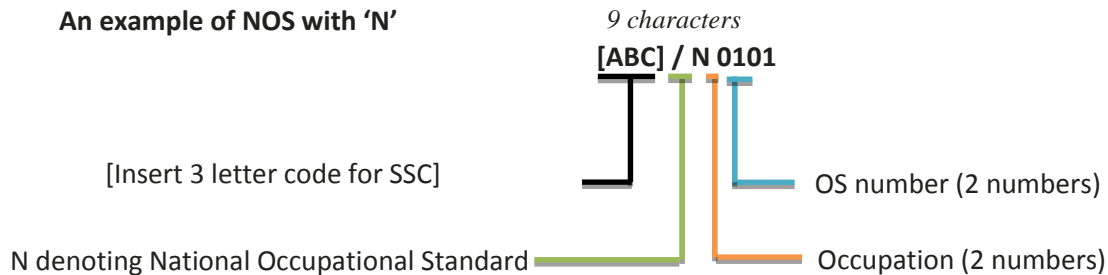 An example of NOS with ‘N’
9 characters
[ABC] / N 0101
[Insert 3 letter code for SSC]
OS number (2 numbers)
N denoting National Occupational Standard
Occupation (2 numbers)